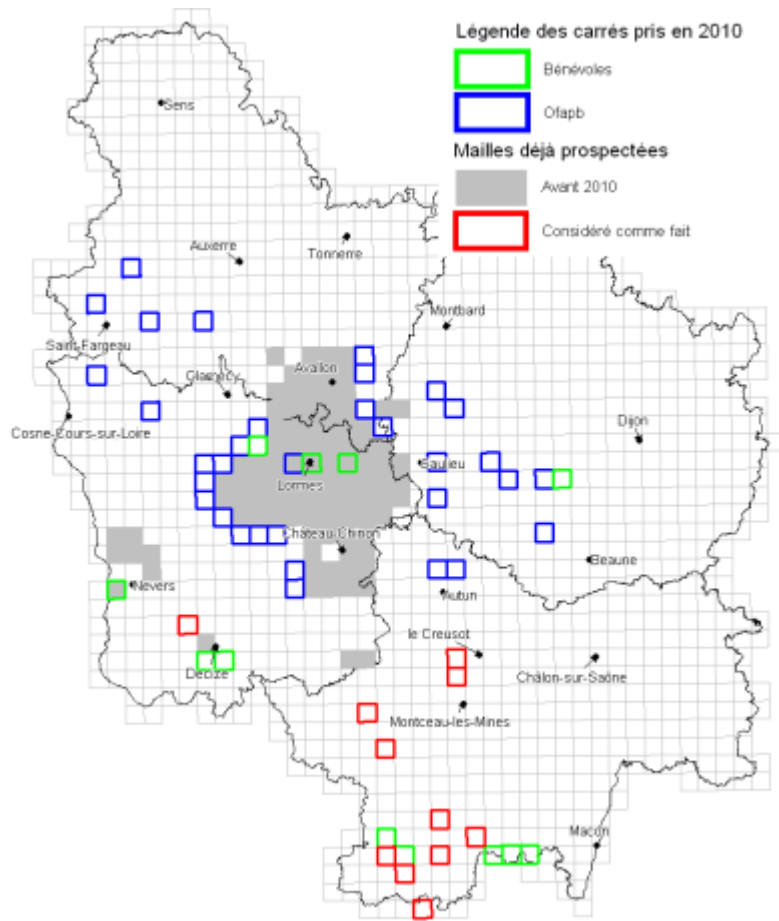 Légende des carrés pris en 2010
Bénévoles
Ofapb
Mailles déjà prospectées
Avant 2010
Considéré comme fait
Sens
Auxerre
Tonnerre
Montbard
Saint-Fargeau
Avallon
Clamecy
Cosne-Cours-sur-Loire
Dijon
Saulieu
Lormes
Château-Chinon
Beaune
Nevers
Autun
le Creusot
Decize
Châlon-sur-Saône
Montceau-les-Mines
Macon